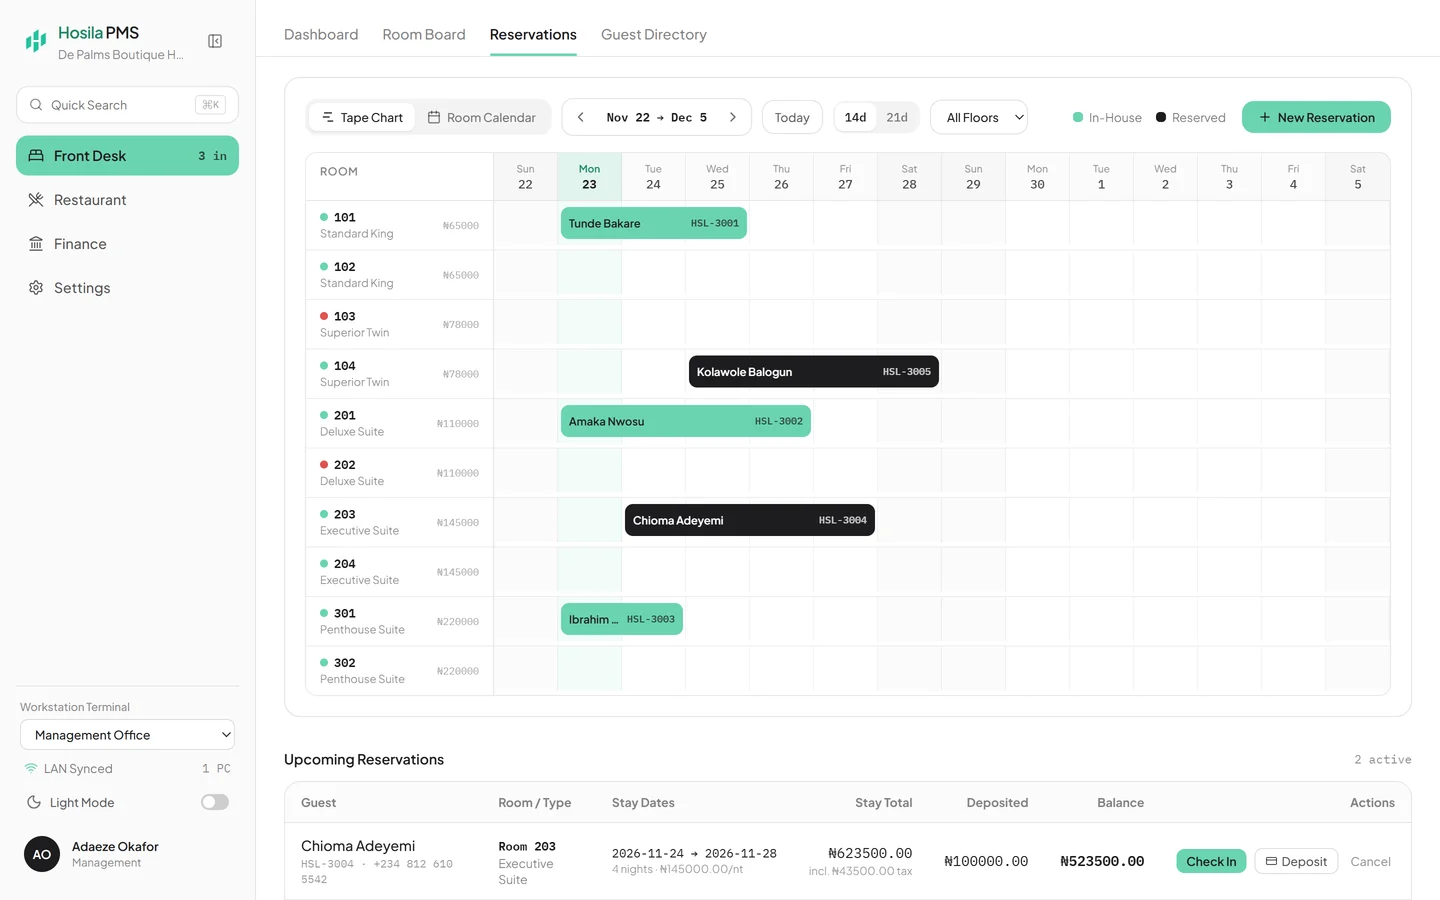 Hosila PMS
De Palms Boutique H...
Quick Search
⌘K
Front Desk
3 in
Restaurant
Finance
Settings
Workstation Terminal
Management Office
LAN Synced
1 PC
Light Mode
AO
Adaeze Okafor
Management
Dashboard
Room Board
Reservations
Guest Directory
Tape Chart
Room Calendar
Nov 22 → Dec 5
Today
14d
21d
All Floors
In-House
Reserved
+ New Reservation
ROOM
Sun 22
Mon 23
Tue 24
Wed 25
Thu 26
Fri 27
Sat 28
Sun 29
Mon 30
Tue 1
Wed 2
Thu 3
Fri 4
Sat 5
101
Standard King
₦65000
Tunde Bakare
HSL-3001
102
Standard King
₦65000
103
Superior Twin
₦78000
104
Superior Twin
₦78000
Kolawole Balogun
HSL-3005
201
Deluxe Suite
₦110000
Amaka Nwosu
HSL-3002
202
Deluxe Suite
₦110000
203
Executive Suite
₦145000
Chioma Adeyemi
HSL-3004
204
Executive Suite
₦145000
301
Penthouse Suite
₦220000
Ibrahim ...
HSL-3003
302
Penthouse Suite
₦220000
Upcoming Reservations
2 active
Guest
Room / Type
Stay Dates
Stay Total
Deposited
Balance
Actions
Chioma Adeyemi
HSL-3004 · +234 812 610
5542
Room 203
Executive
Suite
2026-11-24 → 2026-11-28
4 nights · ₦145000.00/nt
₦623500.00
incl. ₦43500.00 tax
₦100000.00
₦523500.00
Check In
Deposit
Cancel